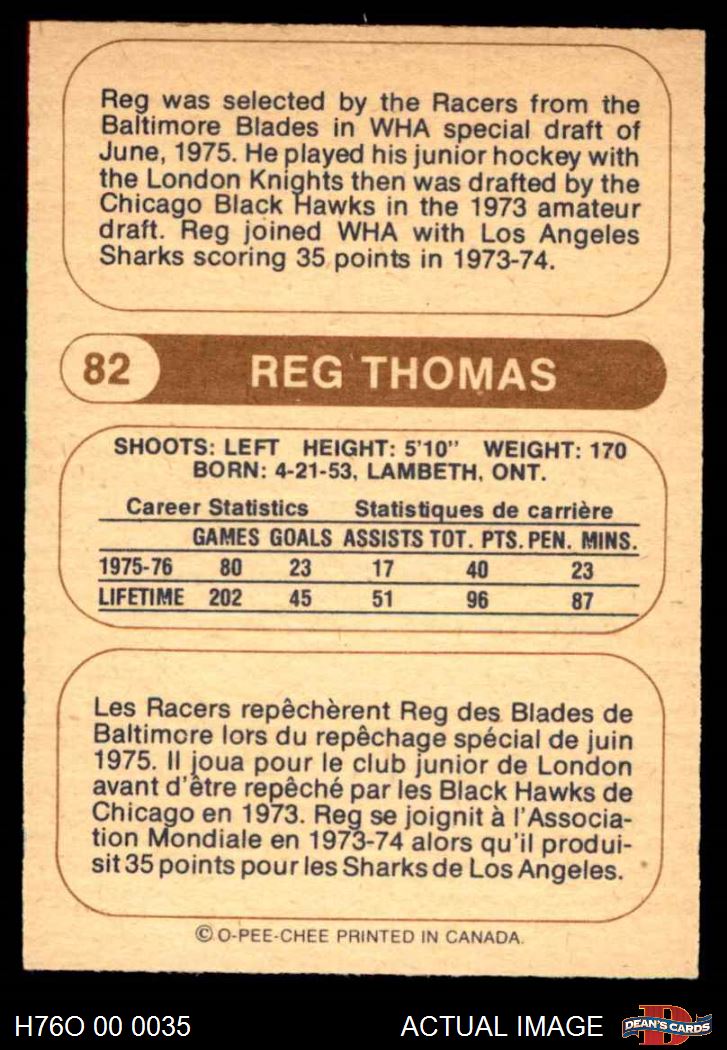 Reg was selected by the Racers from the
Baltimore Blades in WHA special draft of
June, 1975. He played his junior hockey with
the London Knights then was drafted by the
Chicago Black Hawks in the 1973 amateur
draft. Reg joined WHA with Los Angeles
Sharks scoring 35 points in 1973-74.
82 REG THOMAS
SHOOTS: LEFT HEIGHT: 5'10" WEIGHT: 170
BORN: 4-21-53, LAMBETH, ONT.
Career Statistics Statistiques de carrière
GAMES GOALS ASSISTS TOT. PTS. PEN. MINS.
1975-76 80 23 17 40 23
LIFETIME 202 45 51 96 87
Les Racers repêchèrent Reg des Blades de
Baltimore lors du repêchage spécial de juin
1975. Il joua pour le club junior de London
avant d'être repêché par les Black Hawks de
Chicago en 1973. Reg se joignit à l'Associa-
tion Mondiale en 1973-74 alors qu'il produi-
sit 35 points pour les Sharks de Los Angeles.
© O-PEE-CHEE PRINTED IN CANADA.
H76O 00 0035 ACTUAL IMAGE D DEAN'S CARDS